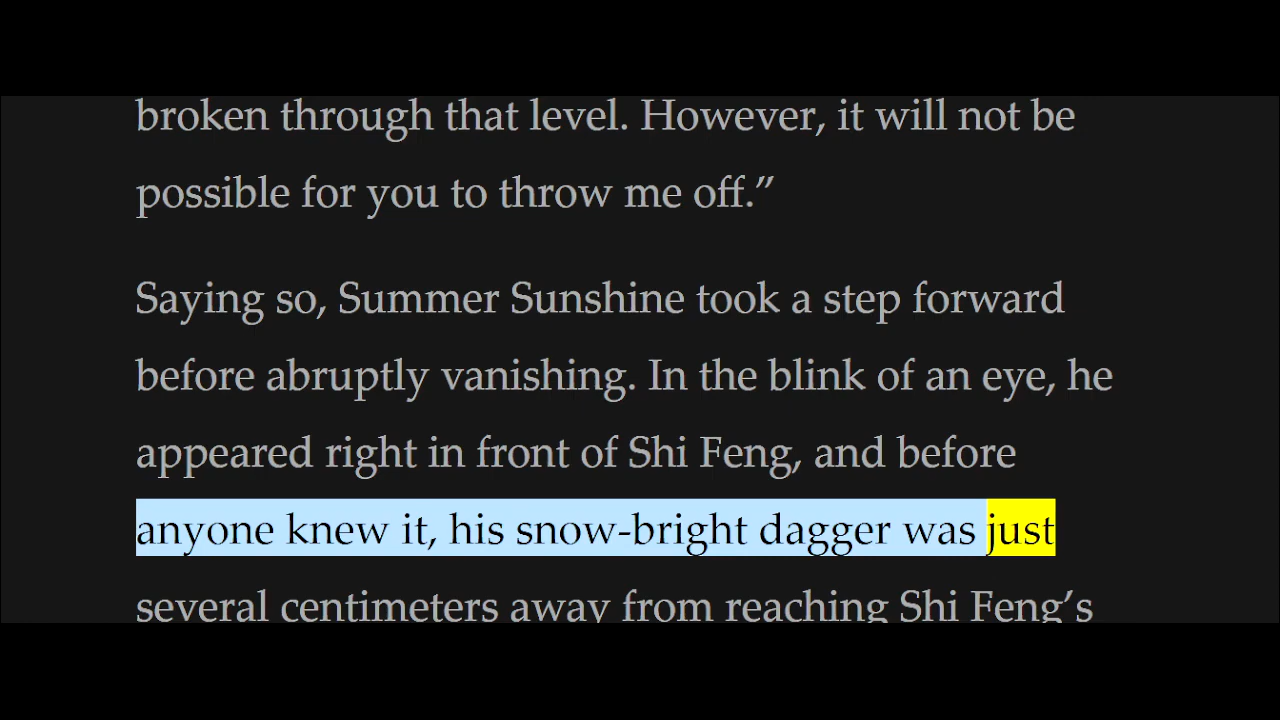 broken through that level. However, it will not be
possible for you to throw me off.”
Saying so, Summer Sunshine took a step forward
before abruptly vanishing. In the blink of an eye, he
appeared right in front of Shi Feng, and before
anyone knew it, his snow-bright dagger was just
several centimeters away from reaching Shi Feng’s